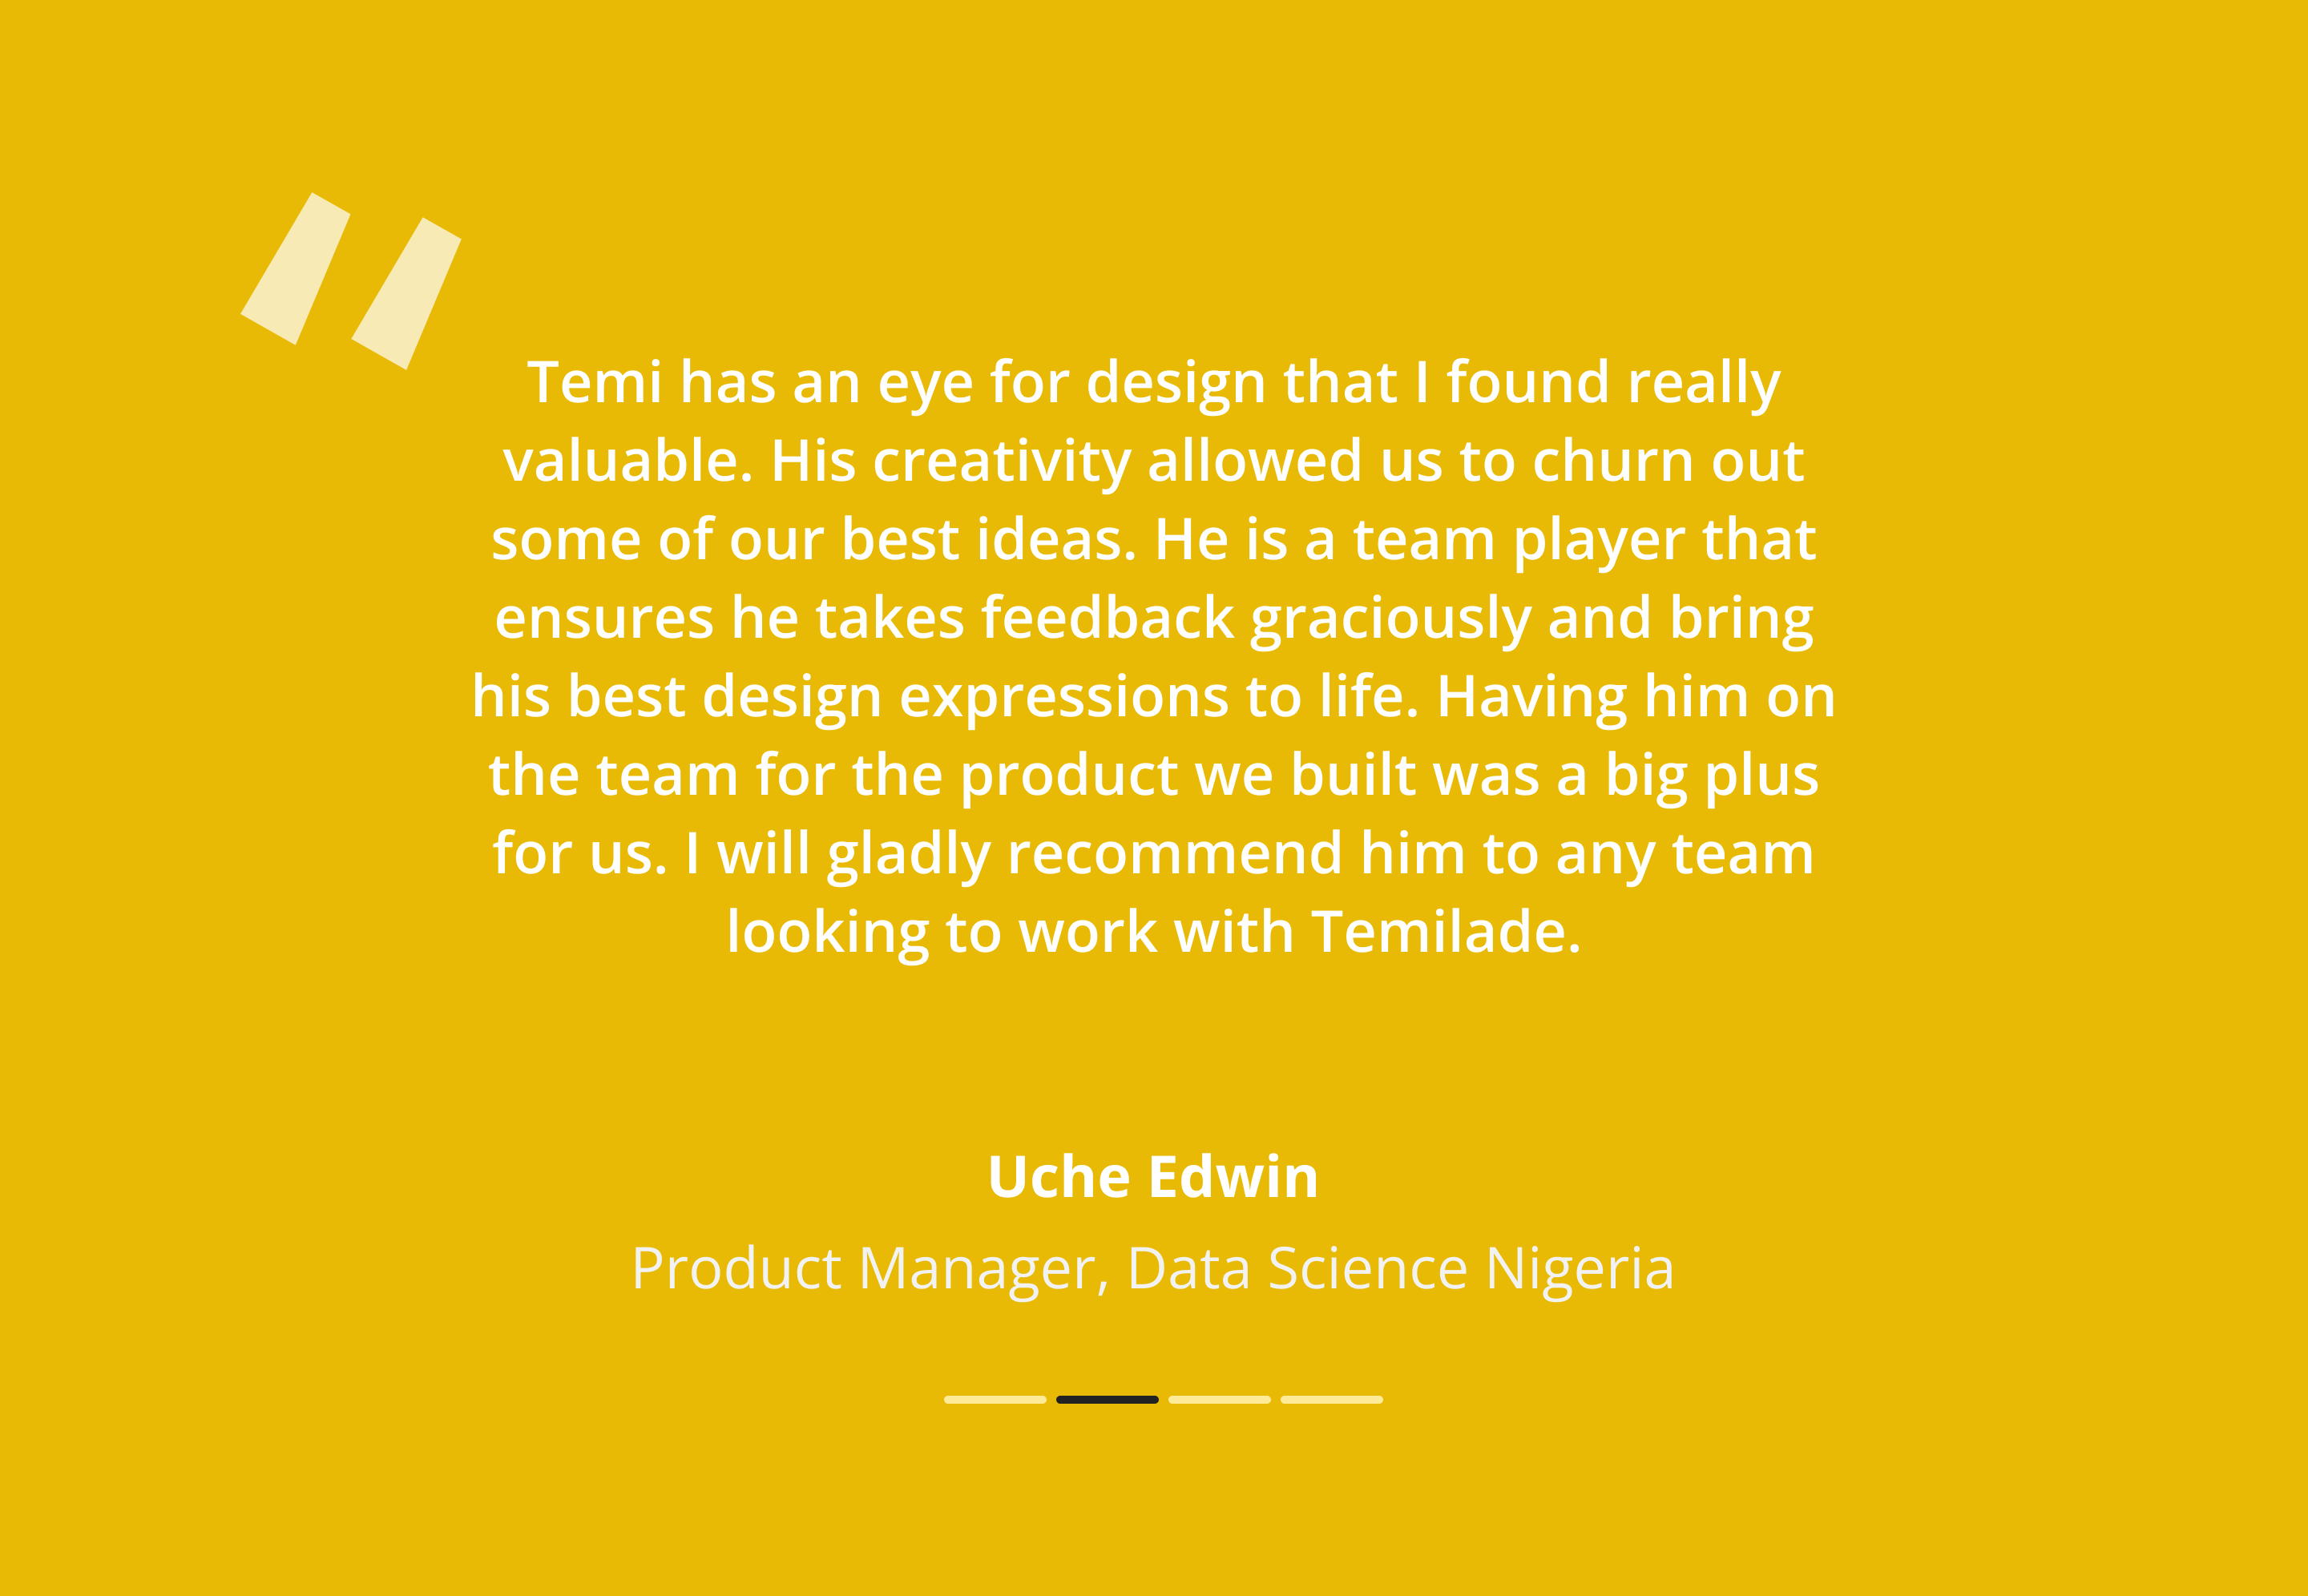 Temi has an eye for design that I found really
valuable. His creativity allowed us to churn out
some of our best ideas. He is a team player that
ensures he takes feedback graciously and bring
his best design expressions to life. Having him on
the team for the product we built was a big plus
for us. I will gladly recommend him to any team
looking to work with Temilade.
Uche Edwin
Product Manager, Data Science Nigeria